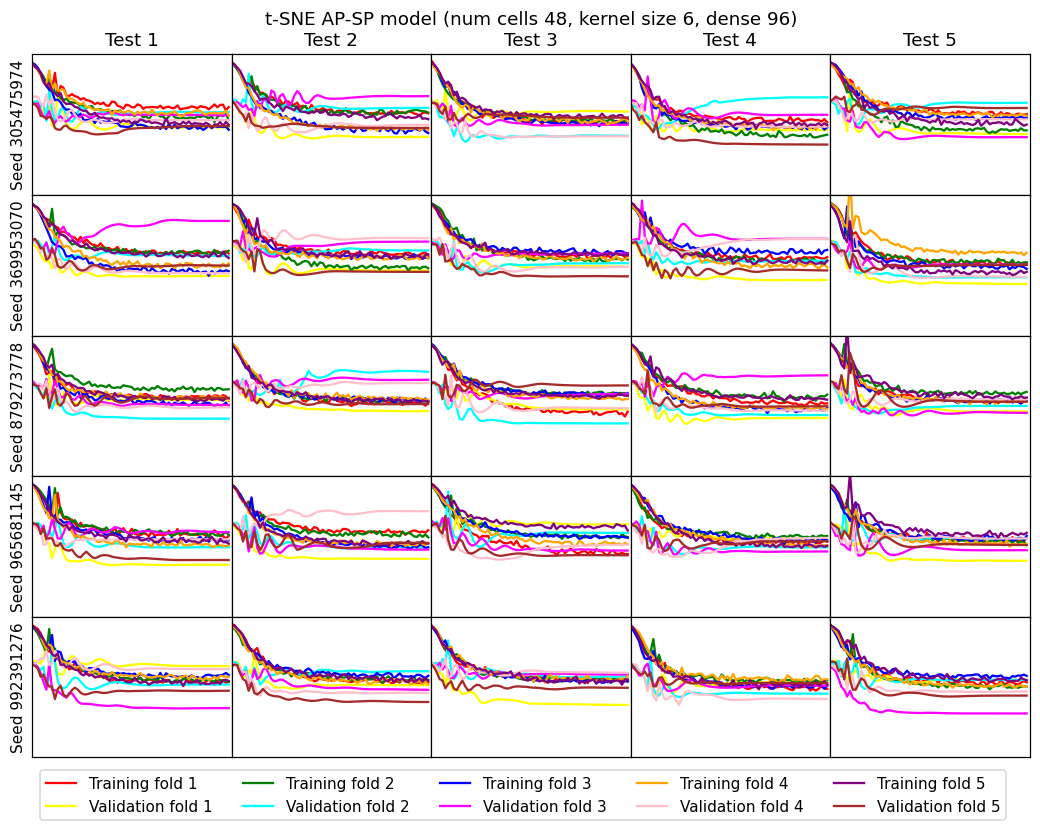 t-SNE AP-SP model (num cells 48, kernel size 6, dense 96)
Test 1 Test 2 Test 3 Test 4 Test 5
Seed 305475974
Seed 369953070
Seed 879273778
Seed 965681145
Seed 992391276
Training fold 1 Training fold 2 Training fold 3 Training fold 4 Training fold 5
Validation fold 1 Validation fold 2 Validation fold 3 Validation fold 4 Validation fold 5